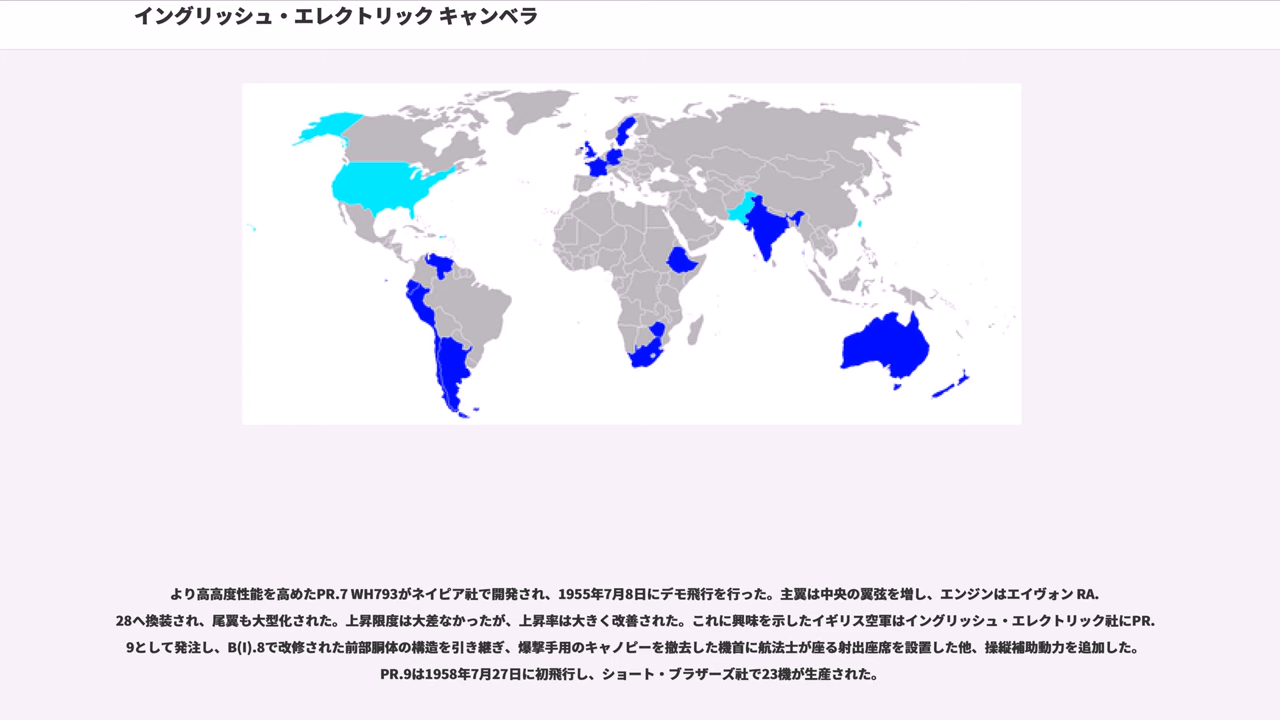 イングリッシュ・エレクトリック キャンベラ
より高高度性能を高めたPR.7 WH793がネイピア社で開発され、1955年7月8日にデモ飛行を行った。主翼は中央の翼弦を増し、エンジンはエイヴォン RA.
28へ換装され、尾翼も大型化された。上昇限度は大差なかったが、上昇率は大きく改善された。これに興味を示したイギリス空軍はイングリッシュ・エレクトリック社にPR.
9として発注し、B(I).8で改修された前部胴体の構造を引き継ぎ、爆撃手用のキャノピーを撤去した機首に航法士が座る射出座席を設置した他、操縦補助動力を追加した。
PR.9は1958年7月27日に初飛行し、ショート・ブラザーズ社で23機が生産された。